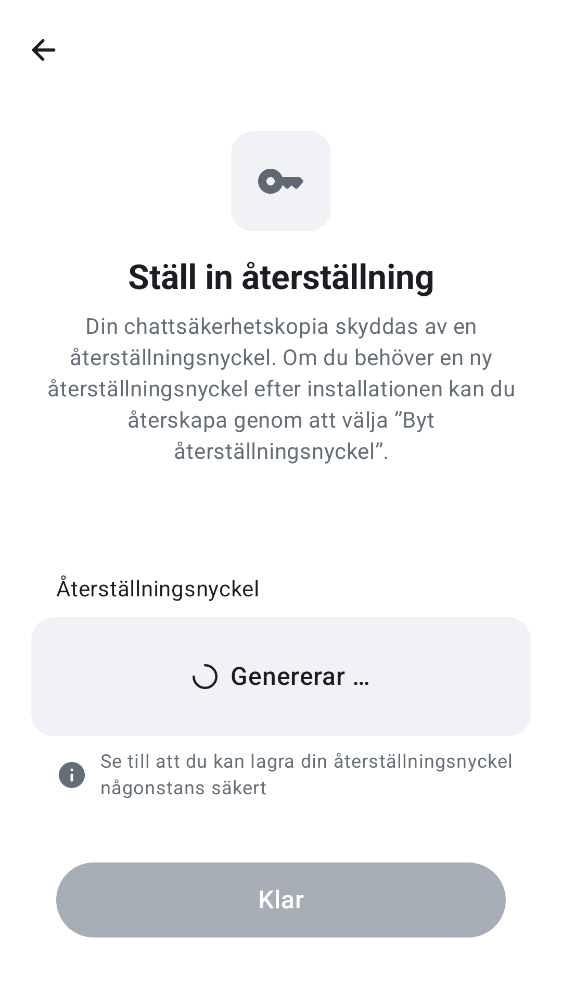 Ställ in återställning
Din chattsäkerhetskopia skyddas av en
återställningsnyckel. Om du behöver en ny
återställningsnyckel efter installationen kan du
återskapa genom att välja ”Byt
återställningsnyckel”.
Återställningsnyckel
Genererar …
Se till att du kan lagra din återställningsnyckel
någonstans säkert
Klar